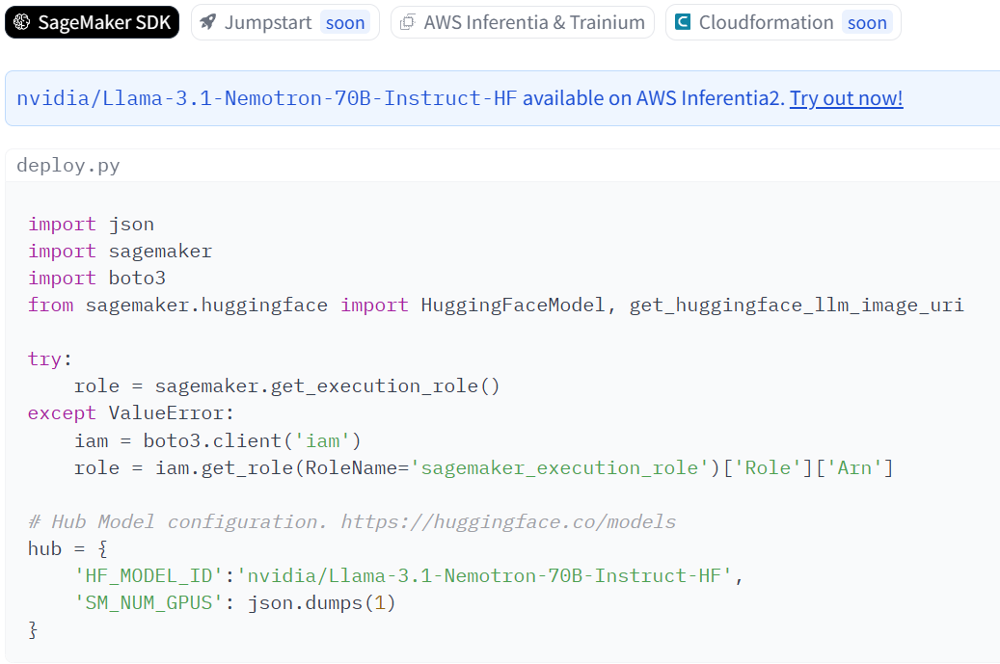 SageMaker SDK Jumpstart soon AWS Inferentia & Trainium Cloudformation soon
nvidia/Llama-3.1-Nemotron-70B-Instruct-HF available on AWS Inferentia2. Try out now!
deploy.py
import json
import sagemaker
import boto3
from sagemaker.huggingface import HuggingFaceModel, get_huggingface_llm_image_uri
try:
    role = sagemaker.get_execution_role()
except ValueError:
    iam = boto3.client('iam')
    role = iam.get_role(RoleName='sagemaker_execution_role')['Role']['Arn']
# Hub Model configuration. https://huggingface.co/models
hub = {
    'HF_MODEL_ID':'nvidia/Llama-3.1-Nemotron-70B-Instruct-HF',
    'SM_NUM_GPUS': json.dumps(1)
}